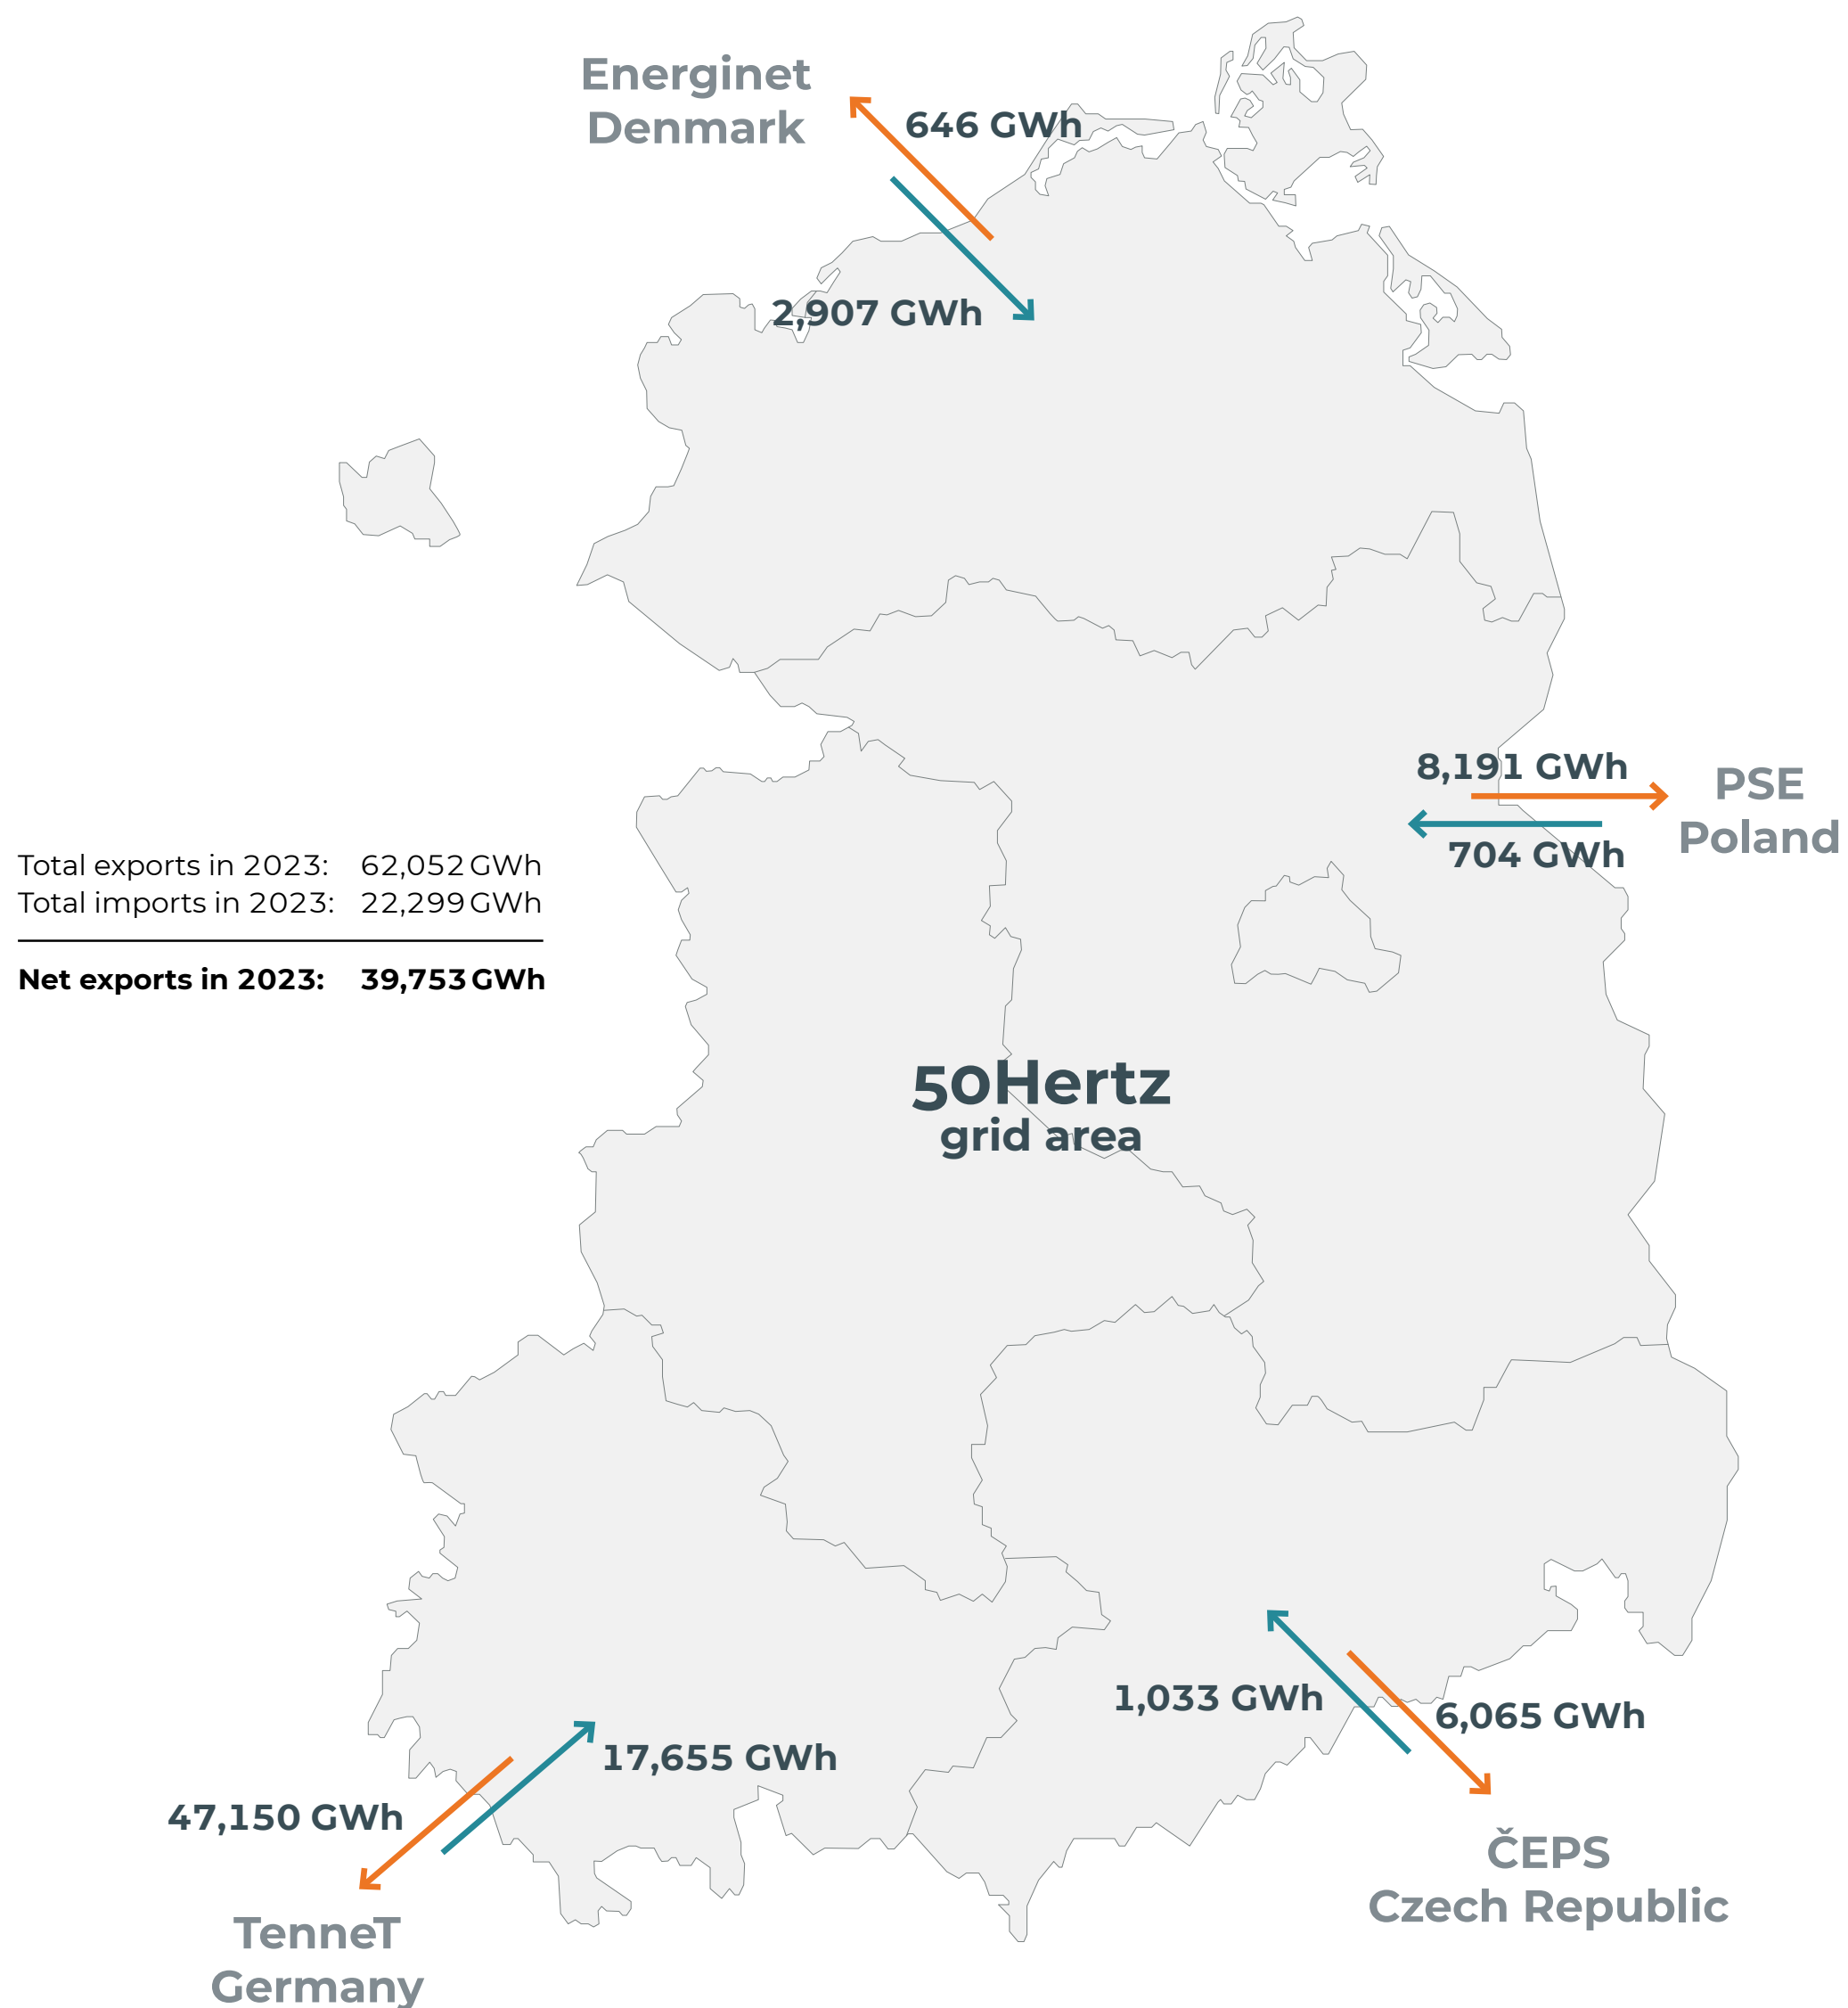 Energinet
Denmark
646 GWh
2,907 GWh
8,191 GWh
PSE
Poland
704 GWh
Total exports in 2023: 62,052 GWh
Total imports in 2023: 22,299 GWh
Net exports in 2023: 39,753 GWh
50Hertz
grid area
1,033 GWh
6,065 GWh
17,655 GWh
47,150 GWh
ČEPS
Czech Republic
TenneT
Germany